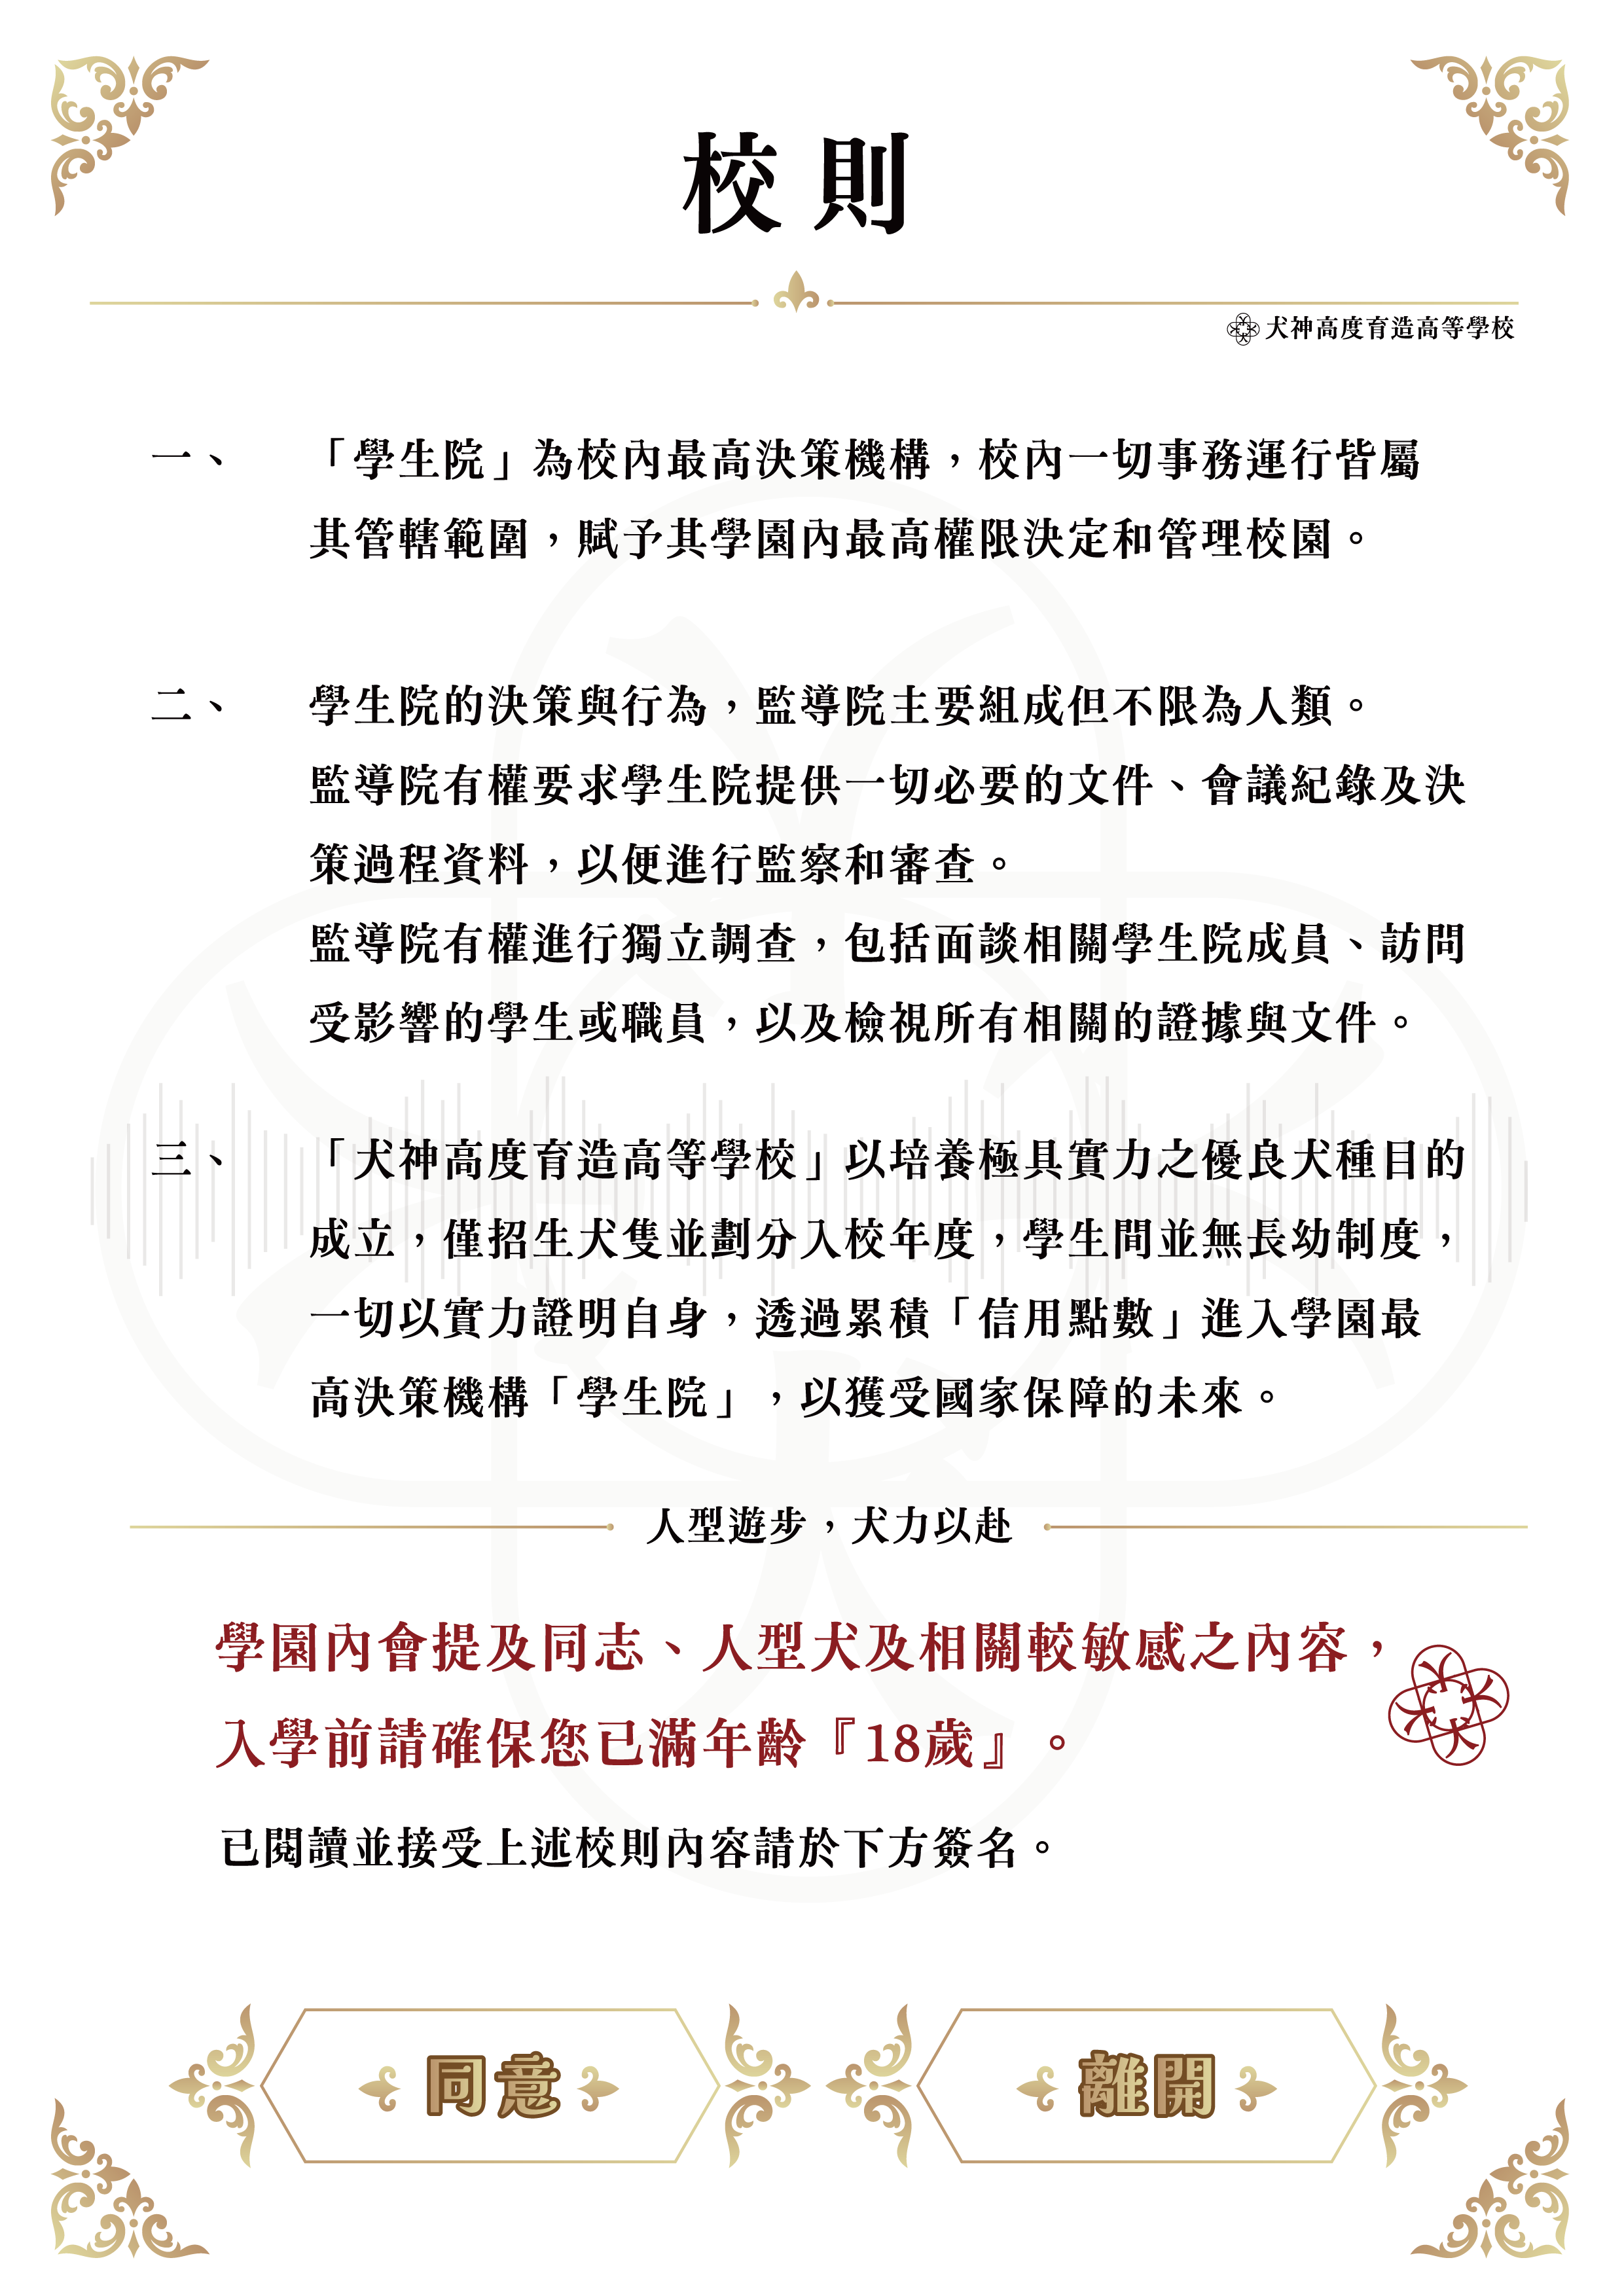 校則
犬神高度育造高等學校
一、 「學生院」為校內最高決策機構，校內一切事務運行皆屬
其管轄範圍，賦予其學園內最高權限決定和管理校園。
二、 學生院的決策與行為，監導院主要組成但不限為人類。
監導院有權要求學生院提供一切必要的文件、會議紀錄及決
策過程資料，以便進行監察和審查。
監導院有權進行獨立調查，包括面談相關學生院成員、訪問
受影響的學生或職員，以及檢視所有相關的證據與文件。
三、 「犬神高度育造高等學校」以培養極具實力之優良犬種目的
成立，僅招生犬隻並劃分入校年度，學生間並無長幼制度，
一切以實力證明自身，透過累積「信用點數」進入學園最
高決策機構「學生院」，以獲受國家保障的未來。
人型遊步，犬力以赴
學園內會提及同志、人型犬及相關較敏感之內容，
入學前請確保您已滿年齡『18歲』。
犬犬犬犬
已閱讀並接受上述校則內容請於下方簽名。
同意 離開